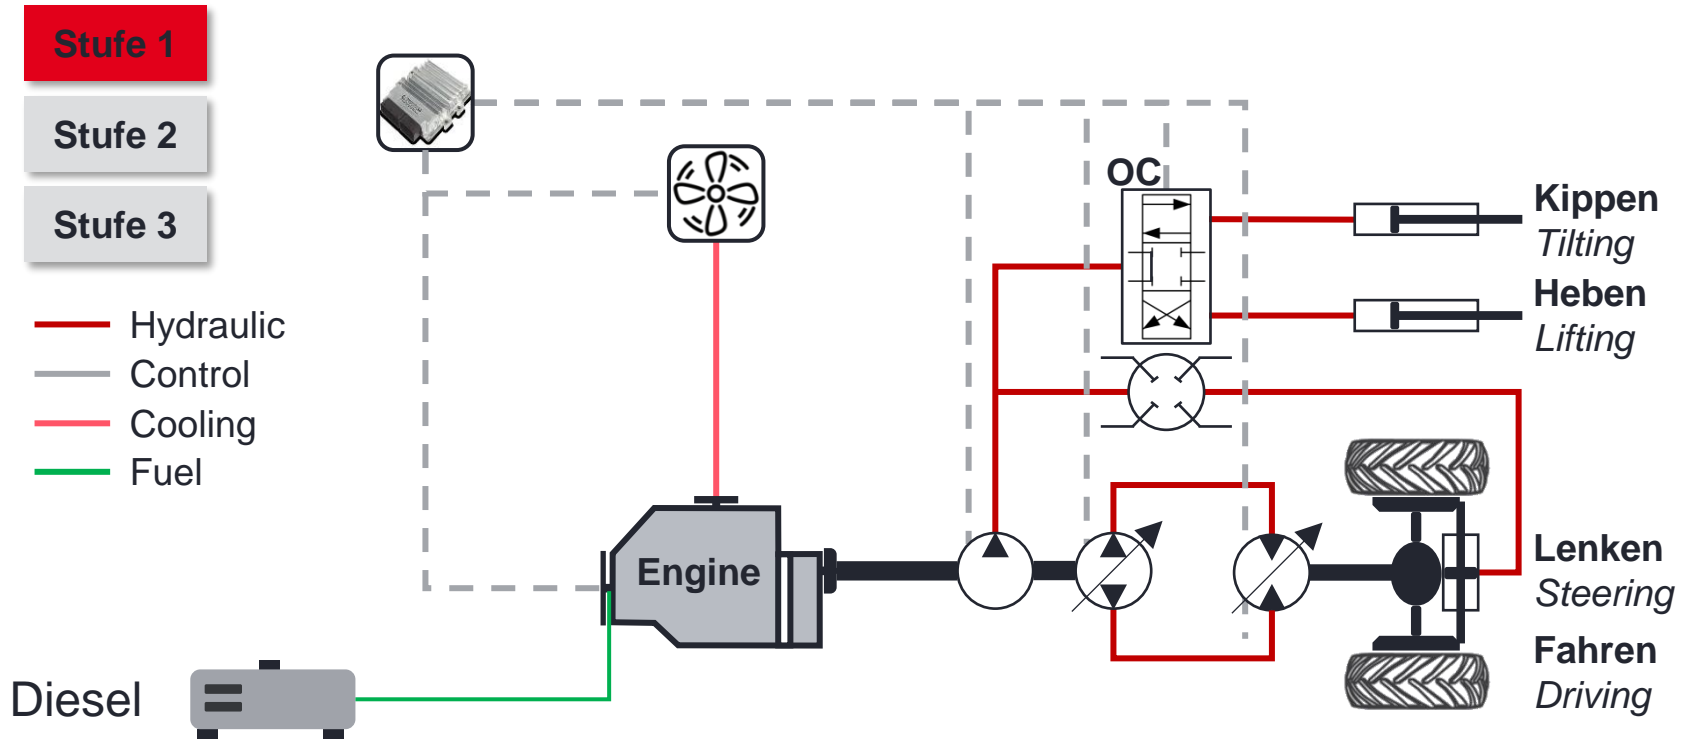 Stufe 1
Stufe 2
Stufe 3
Hydraulic
Control
Cooling
Fuel
OC
Kippen
Tilting
Heben
Lifting
Engine
Lenken
Steering
Fahren
Driving
Diesel